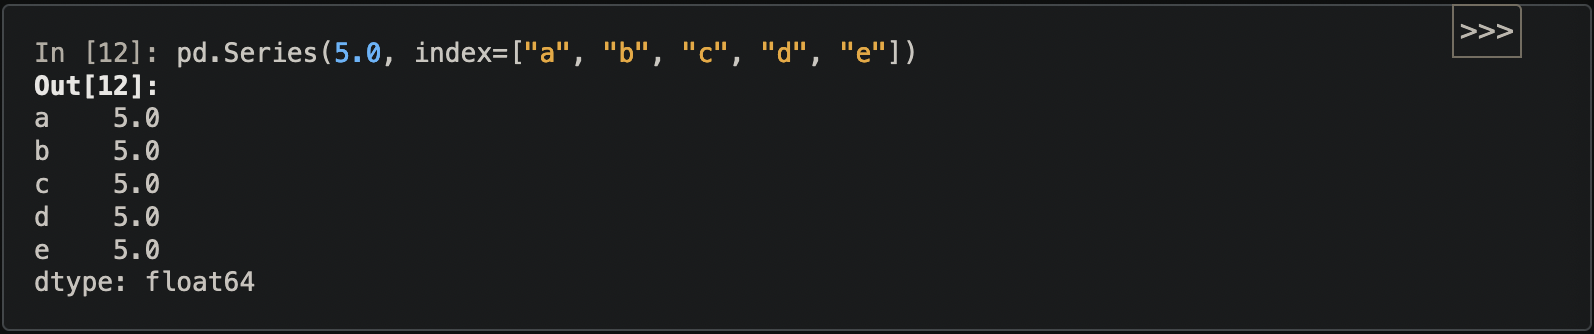 In [12]: pd.Series(5.0, index=["a", "b", "c", "d", "e"])
>>>
Out[12]:
a    5.0
b    5.0
c    5.0
d    5.0
e    5.0
dtype: float64